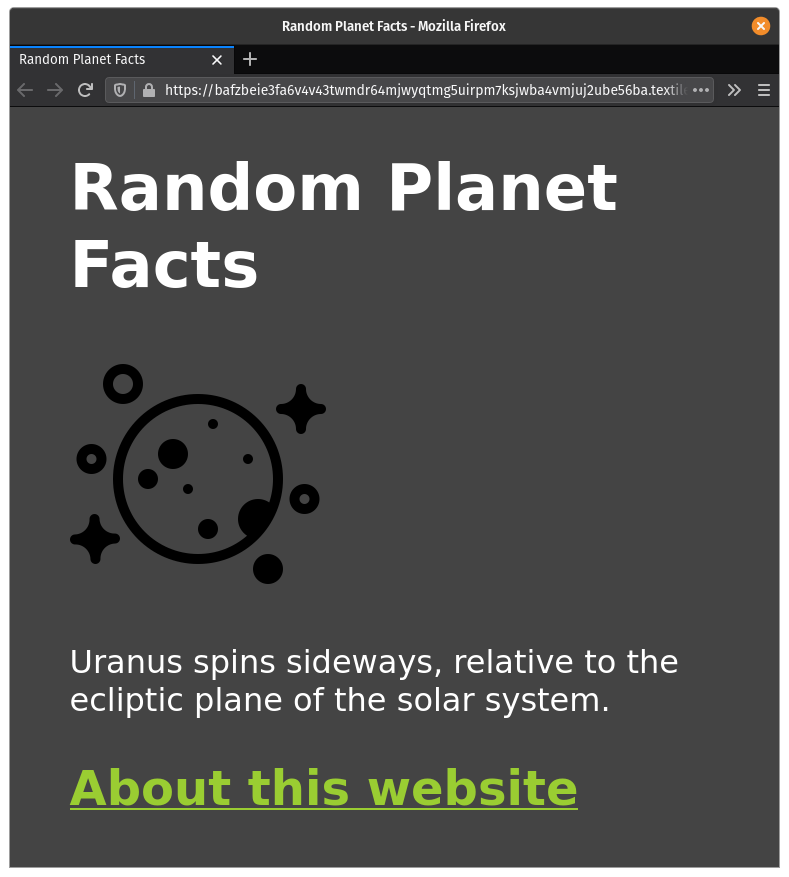 Random Planet Facts - Mozilla Firefox
Random Planet Facts
https://bafzbeie3fa6v4v43twmdr64mjwyqtmg5uirpm7ksjwba4vmjuj2ube56ba.textil
Random Planet
Facts
Uranus spins sideways, relative to the
ecliptic plane of the solar system.
About this website